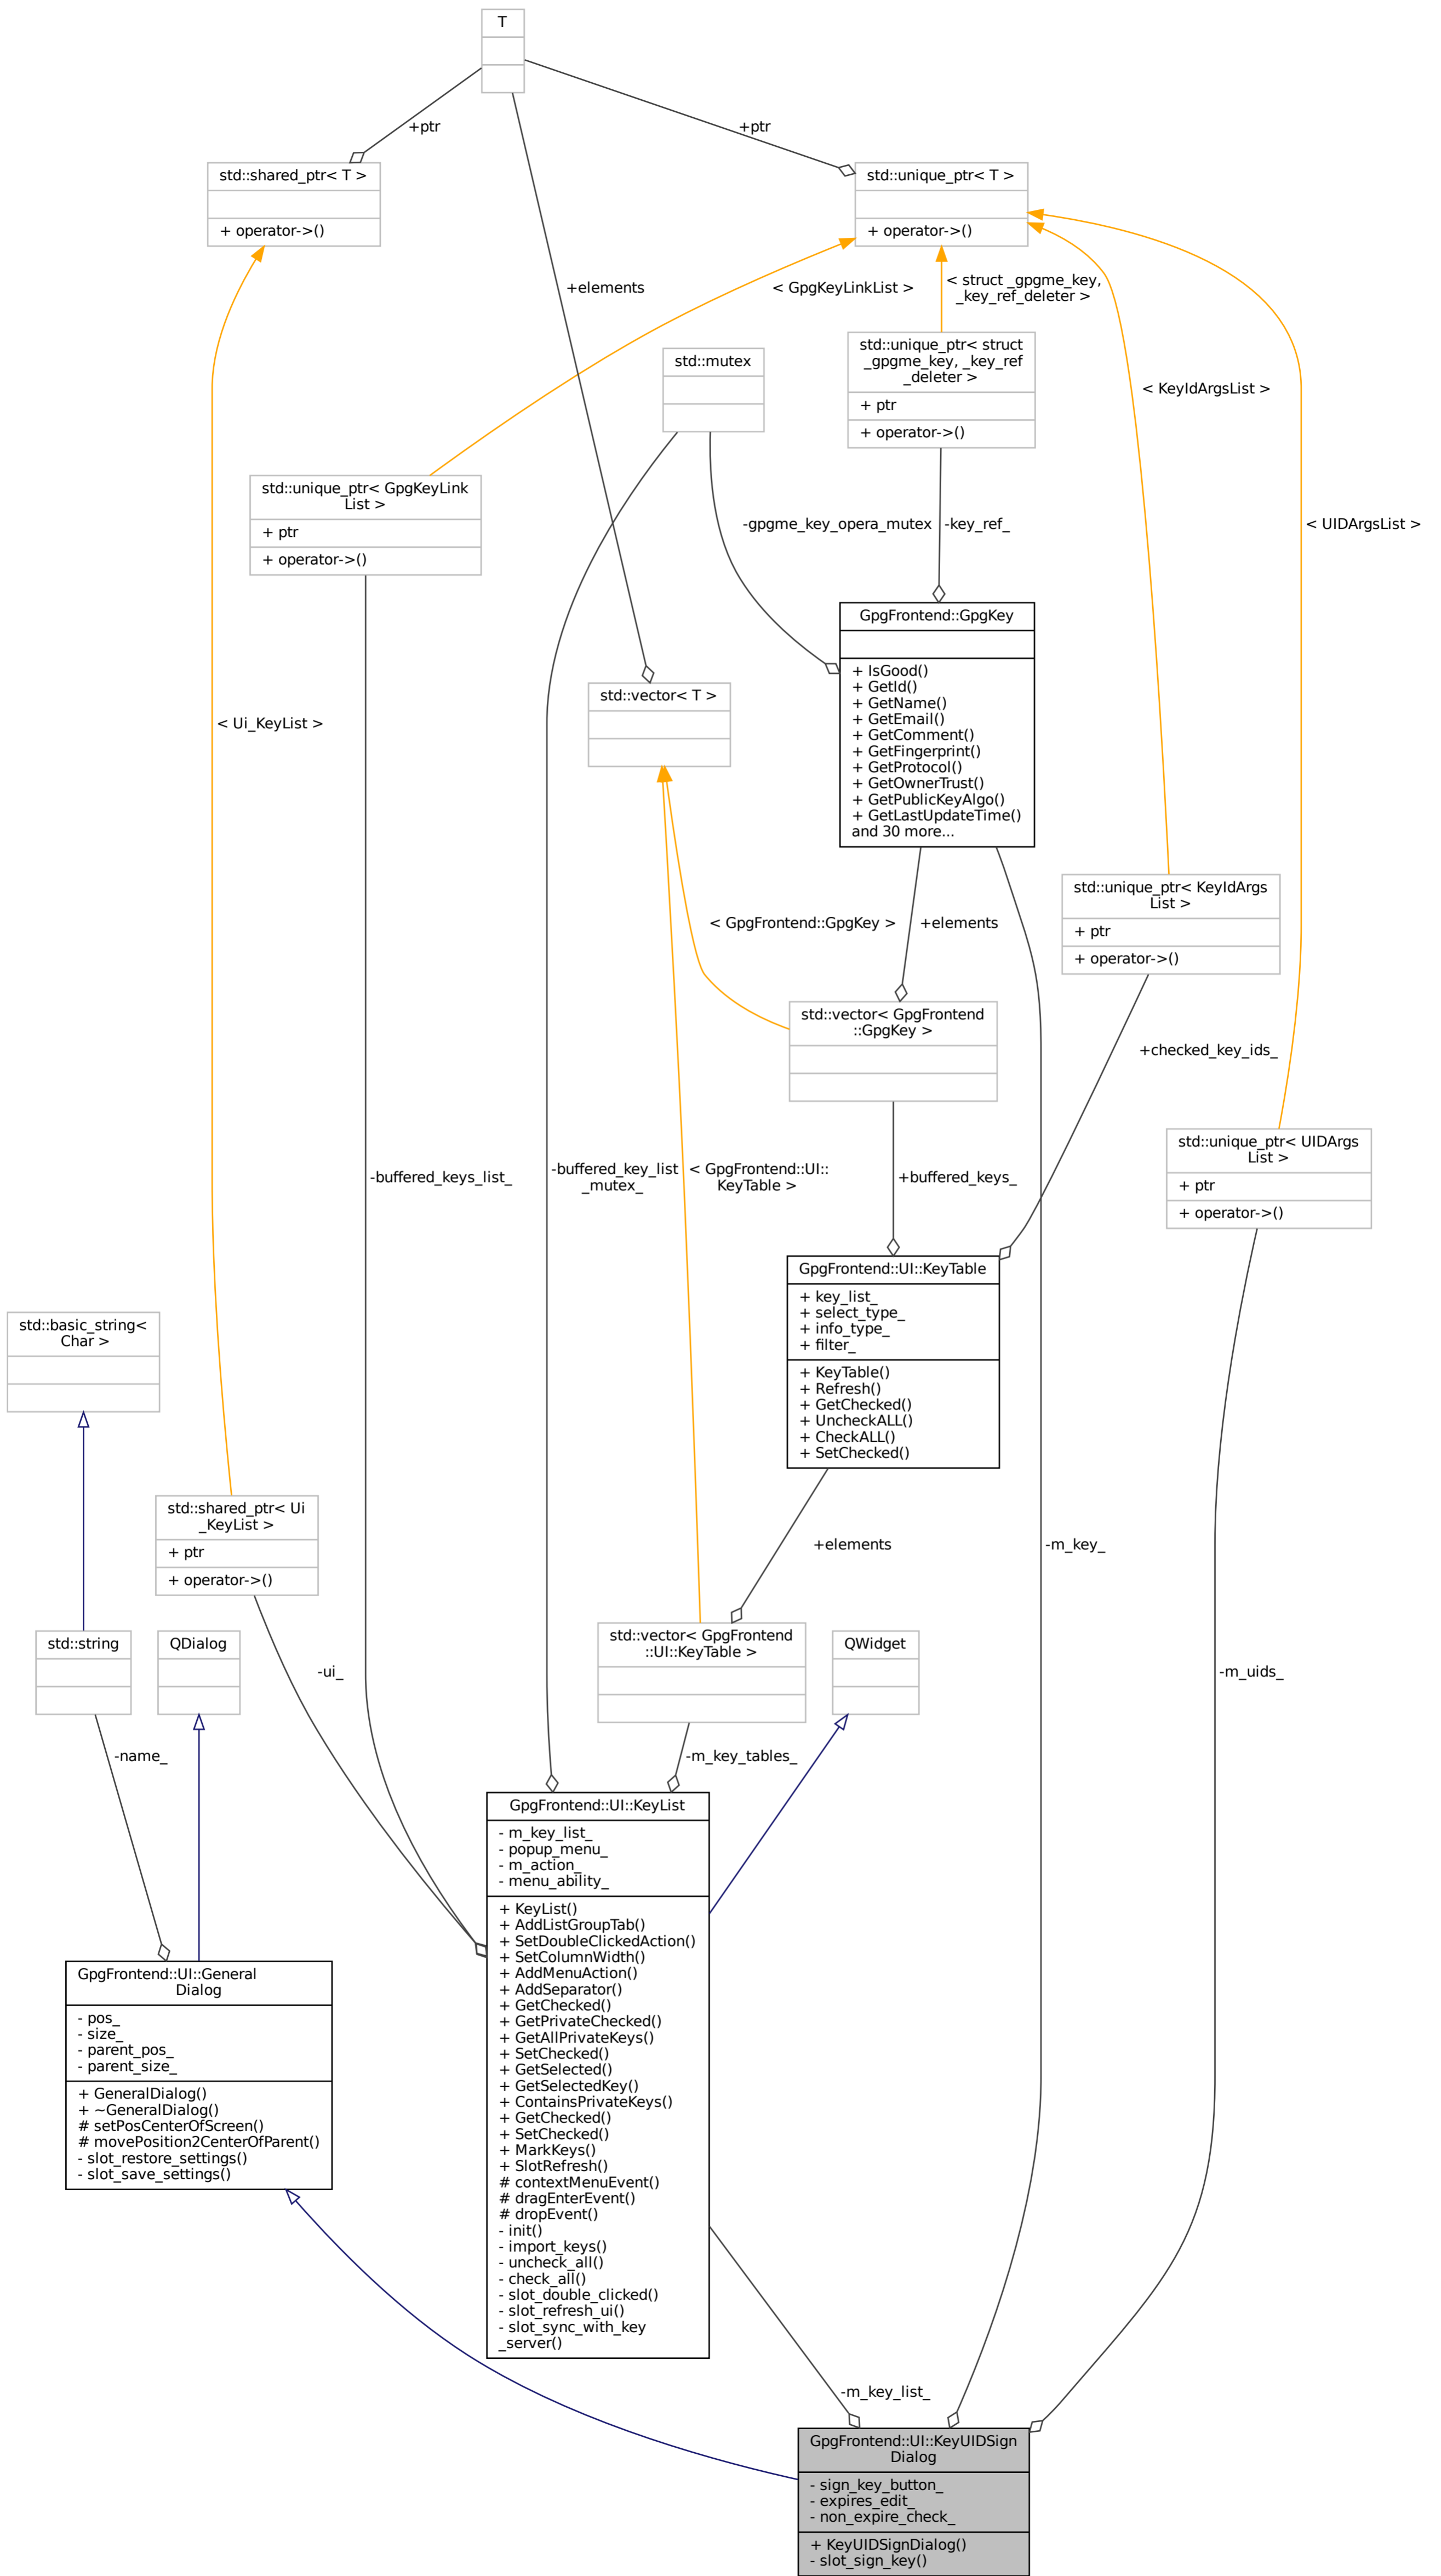 T
+ptr
+ptr
std::shared_ptr< T >
+ operator->()
std::unique_ptr< T >
+ operator->()
+elements
< GpgKeyLinkList >
< struct _gpgme_key,
_key_ref_deleter >
std::mutex
std::unique_ptr< struct
_gpgme_key, _key_ref
_deleter >
+ ptr
+ operator->()
< KeyIdArgsList >
std::unique_ptr< GpgKeyLink
List >
+ ptr
+ operator->()
-gpgme_key_opera_mutex
-key_ref_
< UIDArgsList >
GpgFrontend::GpgKey
+ IsGood()
+ GetId()
+ GetName()
+ GetEmail()
+ GetComment()
+ GetFingerprint()
+ GetProtocol()
+ GetOwnerTrust()
+ GetPublicKeyAlgo()
+ GetLastUpdateTime()
and 30 more...
std::vector< T >
< Ui_KeyList >
std::unique_ptr< KeyIdArgs
List >
+ ptr
+ operator->()
< GpgFrontend::GpgKey >
+elements
std::vector< GpgFrontend
::GpgKey >
+checked_key_ids_
std::unique_ptr< UIDArgs
List >
+ ptr
+ operator->()
-buffered_keys_list_
-buffered_key_list
_mutex_
< GpgFrontend::UI::
KeyTable >
+buffered_keys_
GpgFrontend::UI::KeyTable
+ key_list_
+ select_type_
+ info_type_
+ filter_
+ KeyTable()
+ Refresh()
+ GetChecked()
+ UncheckALL()
+ CheckALL()
+ SetChecked()
std::basic_string<
Char >
std::shared_ptr< Ui
_KeyList >
+ ptr
+ operator->()
+elements
-m_key_
std::string
QDialog
std::vector< GpgFrontend
::UI::KeyTable >
QWidget
-ui_
-m_uids_
-name_
-m_key_tables_
GpgFrontend::UI::KeyList
- m_key_list_
- popup_menu_
- m_action_
- menu_ability_
+ KeyList()
+ AddListGroupTab()
+ SetDoubleClickedAction()
+ SetColumnWidth()
+ AddMenuAction()
+ AddSeparator()
+ GetChecked()
+ GetPrivateChecked()
+ GetAllPrivateKeys()
+ SetChecked()
+ GetSelected()
+ GetSelectedKey()
+ ContainsPrivateKeys()
+ GetChecked()
+ SetChecked()
+ MarkKeys()
+ SlotRefresh()
# contextMenuEvent()
# dragEnterEvent()
# dropEvent()
- init()
- import_keys()
- uncheck_all()
- check_all()
- slot_double_clicked()
- slot_refresh_ui()
- slot_sync_with_key
_server()
GpgFrontend::UI::General
Dialog
- pos_
- size_
- parent_pos_
- parent_size_
+ GeneralDialog()
+ ~GeneralDialog()
# setPosCenterOfScreen()
# movePosition2CenterOfParent()
- slot_restore_settings()
- slot_save_settings()
-m_key_list_
GpgFrontend::UI::KeyUIDSign
Dialog
- sign_key_button_
- expires_edit_
- non_expire_check_
+ KeyUIDSignDialog()
- slot_sign_key()